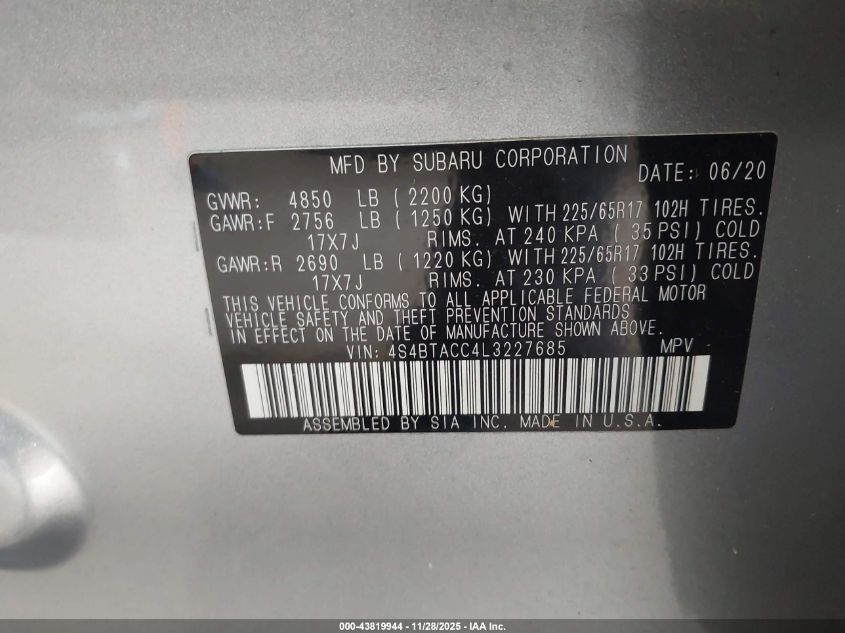 MFD BY SUBARU CORPORATION DATE: 06/20
GVWR: 4850 LB ( 2200 KG)
GAWR:F 2756 LB ( 1250 KG) WITH 225/65R17 102H TIRES.
17X7J RIMS. AT 240 KPA ( 35 PSI) COLD
GAWR:R 2690 LB ( 1220 KG) WITH 225/65R17 102H TIRES.
17X7J RIMS. AT 230 KPA ( 33 PSI) COLD
THIS VEHICLE CONFORMS TO ALL APPLICABLE FEDERAL MOTOR
VEHICLE SAFETY AND THEFT PREVENTION STANDARDS
IN EFFECT ON THE DATE OF MANUFACTURE SHOWN ABOVE.
VIN: 4S4BTACC4L3227685 MPV
ASSEMBLED BY SIA INC. MADE IN U.S.A.
000-43819944 - 11/28/2025 - IAA Inc.